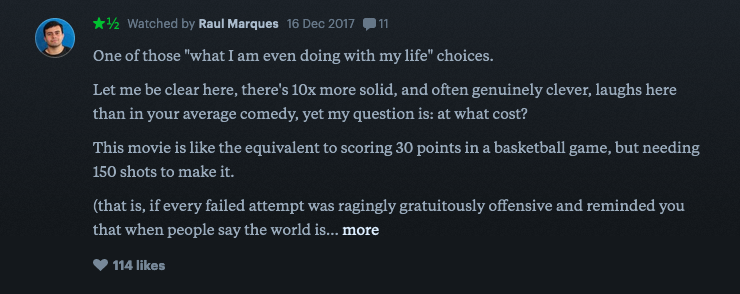 ★½ Watched by Raul Marques 16 Dec 2017 11
One of those "what I am even doing with my life" choices.
Let me be clear here, there's 10x more solid, and often genuinely clever, laughs here
than in your average comedy, yet my question is: at what cost?
This movie is like the equivalent to scoring 30 points in a basketball game, but needing
150 shots to make it.
(that is, if every failed attempt was ragingly gratuitously offensive and reminded you
that when people say the world is... more
114 likes